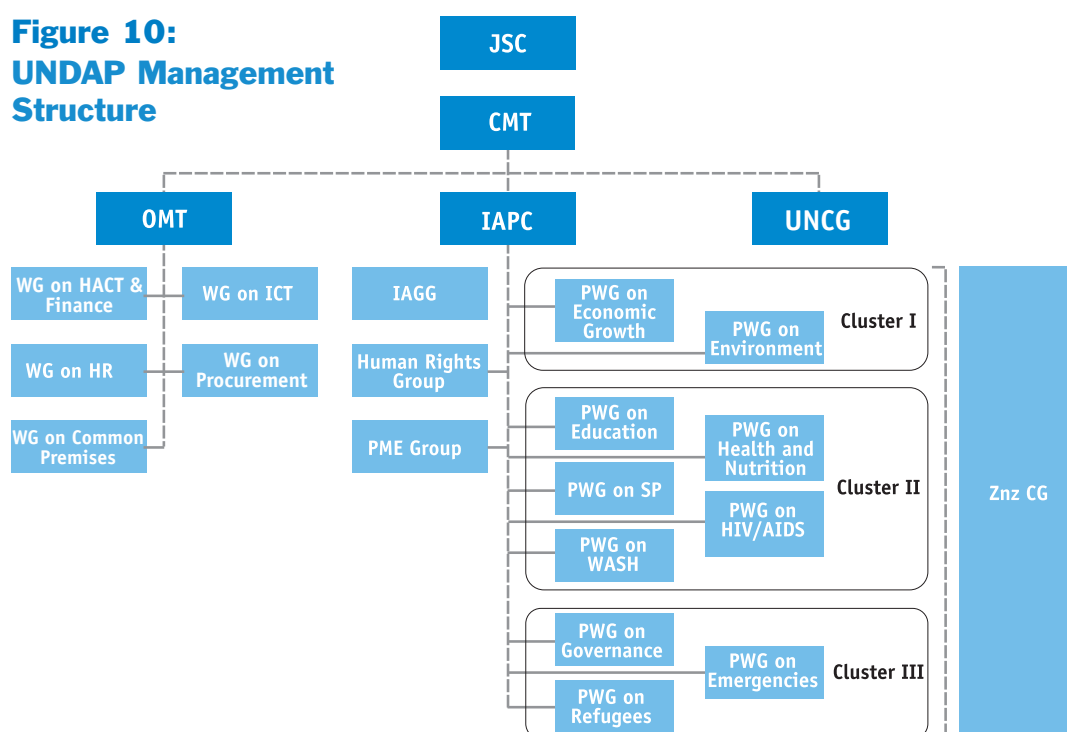 Figure 10:
UNDAP Management
Structure
JSC
CMT
OMT
IAPC
UNCG
WG on HACT &
Finance
WG on ICT
WG on HR
WG on
Procurement
WG on Common
Premises
IAGG
Human Rights
Group
PME Group
PWG on
Economic
Growth
PWG on
Environment
Cluster I
PWG on
Education
PWG on
Health and
Nutrition
PWG on SP
PWG on
HIV/AIDS
PWG on
WASH
Cluster II
PWG on
Governance
PWG on
Emergencies
PWG on
Refugees
Cluster III
Znz CG